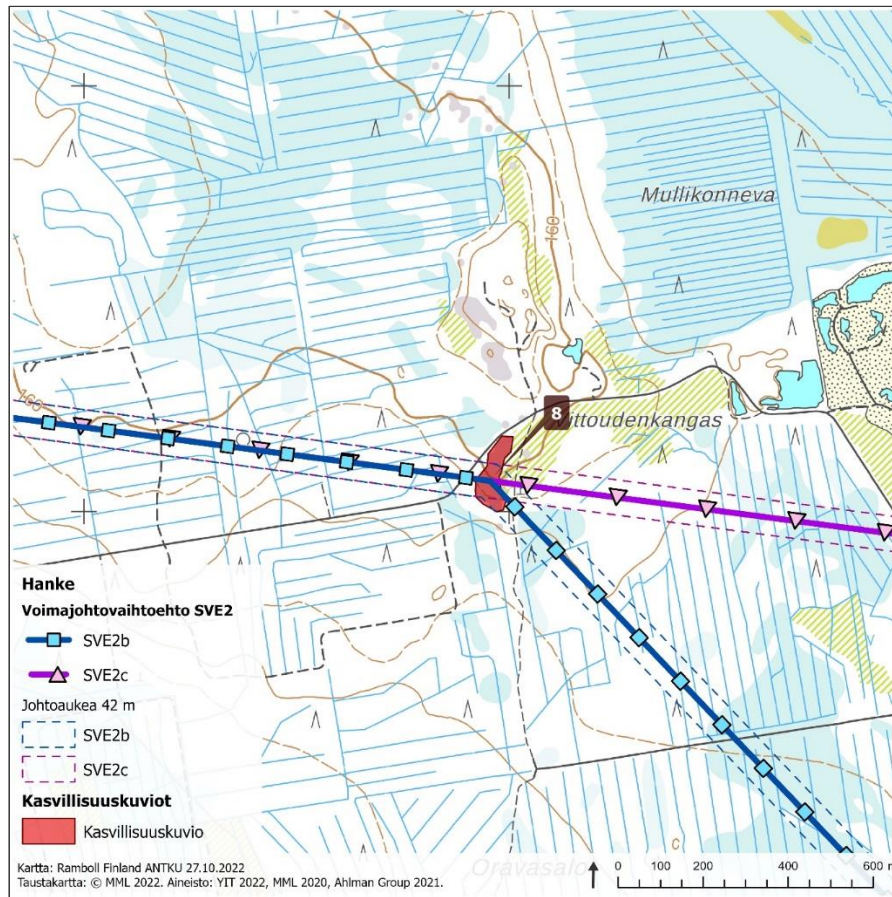 Mullikonneva
160
8
Vittoudenkangas
160
Hanke
Voimajohtovaihtoehto SVE2
SVE2b
SVE2c
Johtoaukea 42 m
SVE2b
SVE2c
Kasvillisuuskuviot
Kasvillisuuskuvio
Kartta: Ramboll Finland ANTKU 27.10.2022
Taustakartta: © MML 2022. Aineisto: YIT 2022, MML 2020, Ahlman Group 2021.
Oravasalo
0 100 200 400 600 m